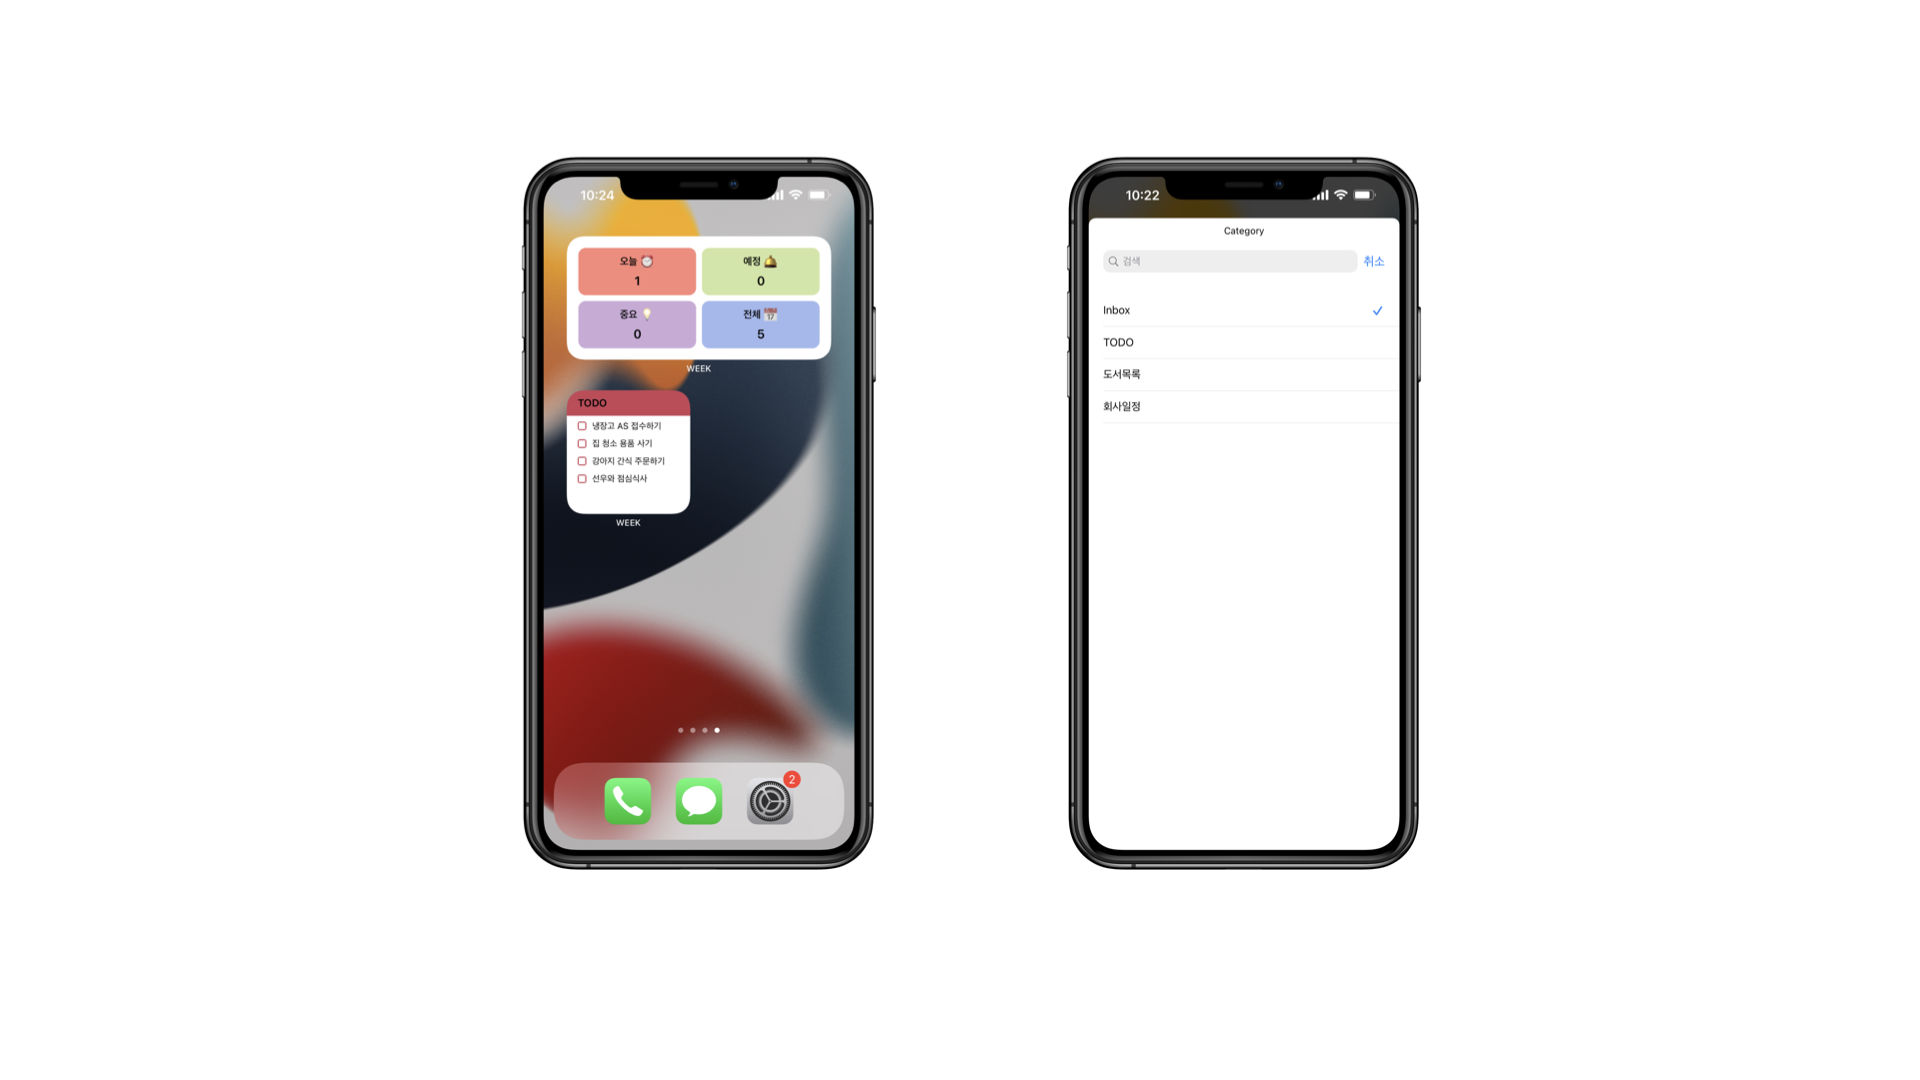 10:24
오늘 ⏰
1
예정 🛎️
0
중요 💡
0
전체 📅
5
WEEK
TODO
냉장고 AS 접수하기
집 청소 용품 사기
강아지 간식 주문하기
선우와 점심식사
WEEK
2
10:22
Category
검색
취소
Inbox
TODO
도서목록
회사일정